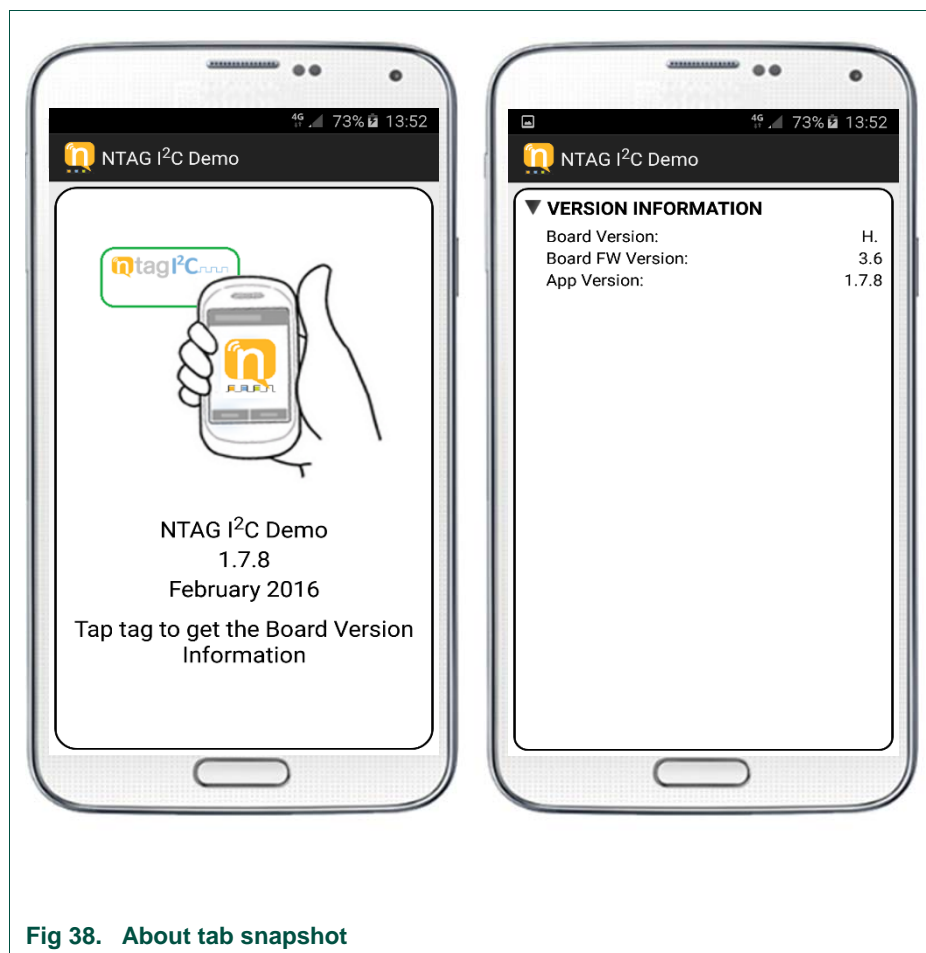 4G 73% 13:52
NTAG I²C Demo
ntag I²C
n
NTAG I²C Demo
1.7.8
February 2016
Tap tag to get the Board Version
Information
4G 73% 13:52
NTAG I²C Demo
VERSION INFORMATION
Board Version: H.
Board FW Version: 3.6
App Version: 1.7.8
Fig 38. About tab snapshot